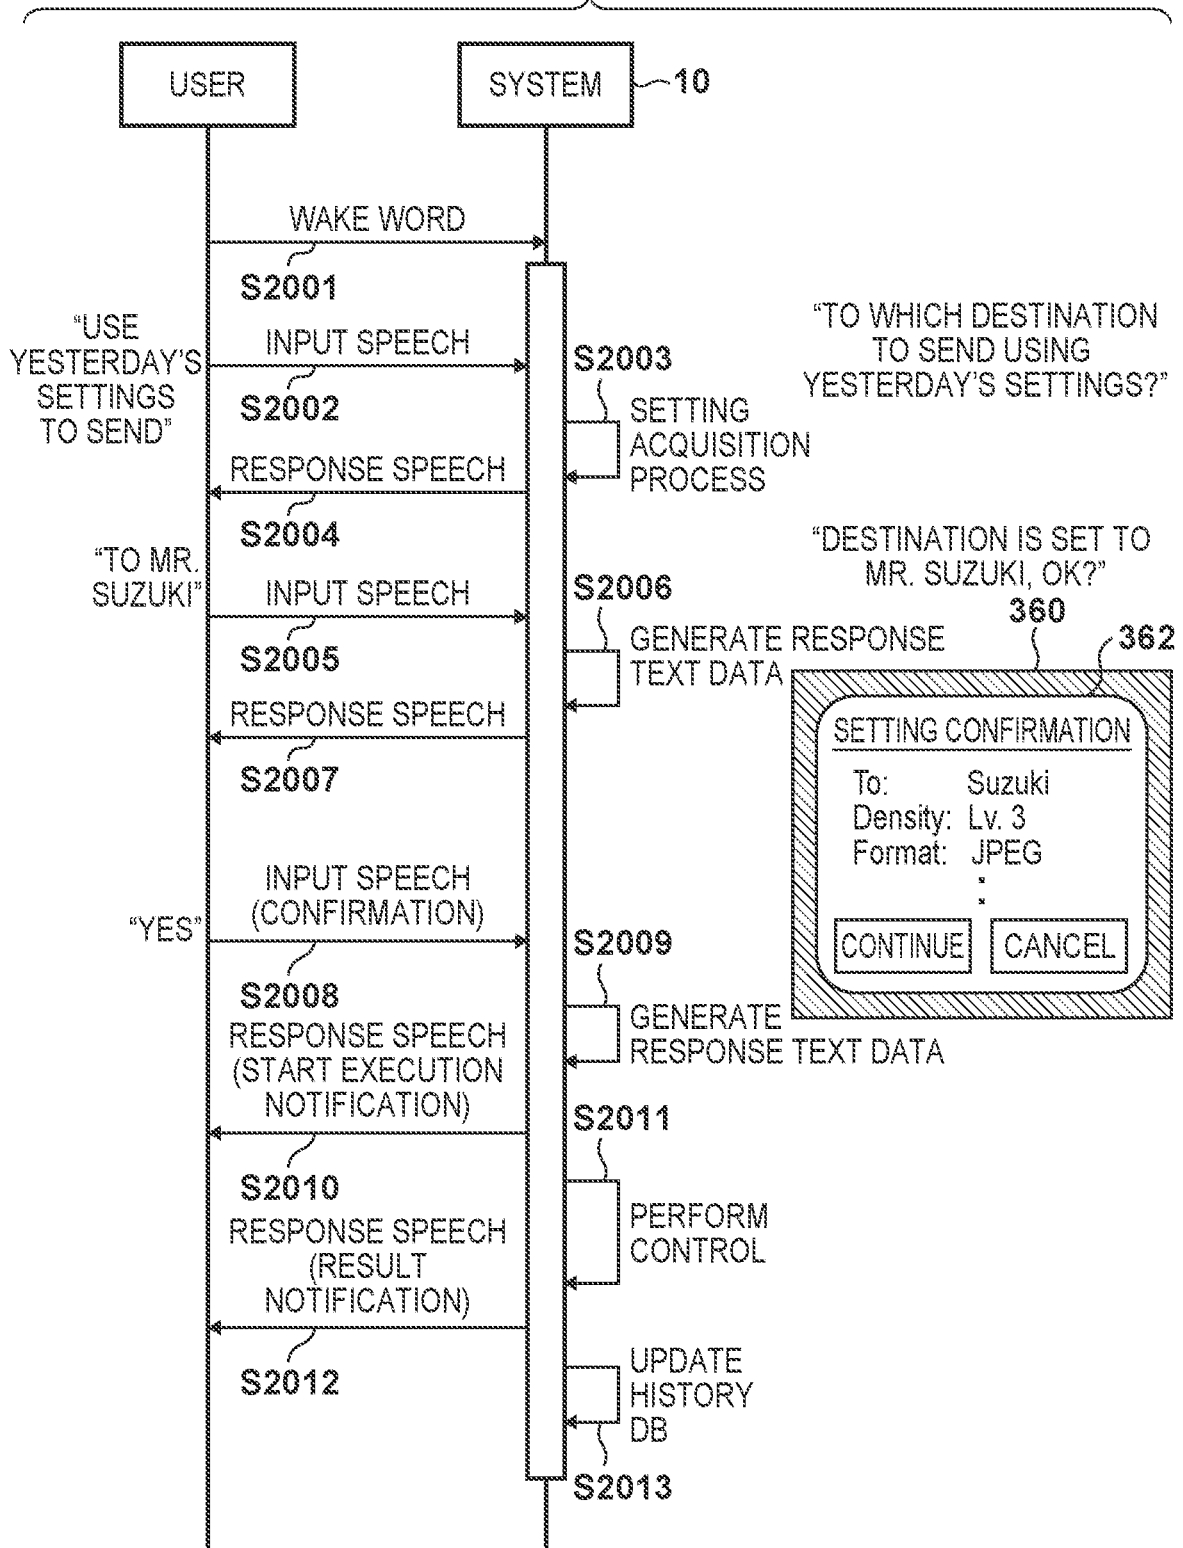 USER
SYSTEM
10
WAKE WORD
S2001
"USE
YESTERDAY'S
SETTINGS
TO SEND"
INPUT SPEECH
S2002
S2003
SETTING
ACQUISITION
PROCESS
"TO WHICH DESTINATION
TO SEND USING
YESTERDAY'S SETTINGS?"
RESPONSE SPEECH
S2004
"TO MR.
SUZUKI"
INPUT SPEECH
S2005
S2006
GENERATE RESPONSE
TEXT DATA
"DESTINATION IS SET TO
MR. SUZUKI, OK?"
360
362
SETTING CONFIRMATION
To: Suzuki
Density: Lv. 3
Format: JPEG
:
CONTINUE
CANCEL
RESPONSE SPEECH
S2007
"YES"
INPUT SPEECH
(CONFIRMATION)
S2008
S2009
GENERATE
RESPONSE TEXT DATA
RESPONSE SPEECH
(START EXECUTION
NOTIFICATION)
S2010
S2011
PERFORM
CONTROL
RESPONSE SPEECH
(RESULT
NOTIFICATION)
S2012
UPDATE
HISTORY
DB
S2013